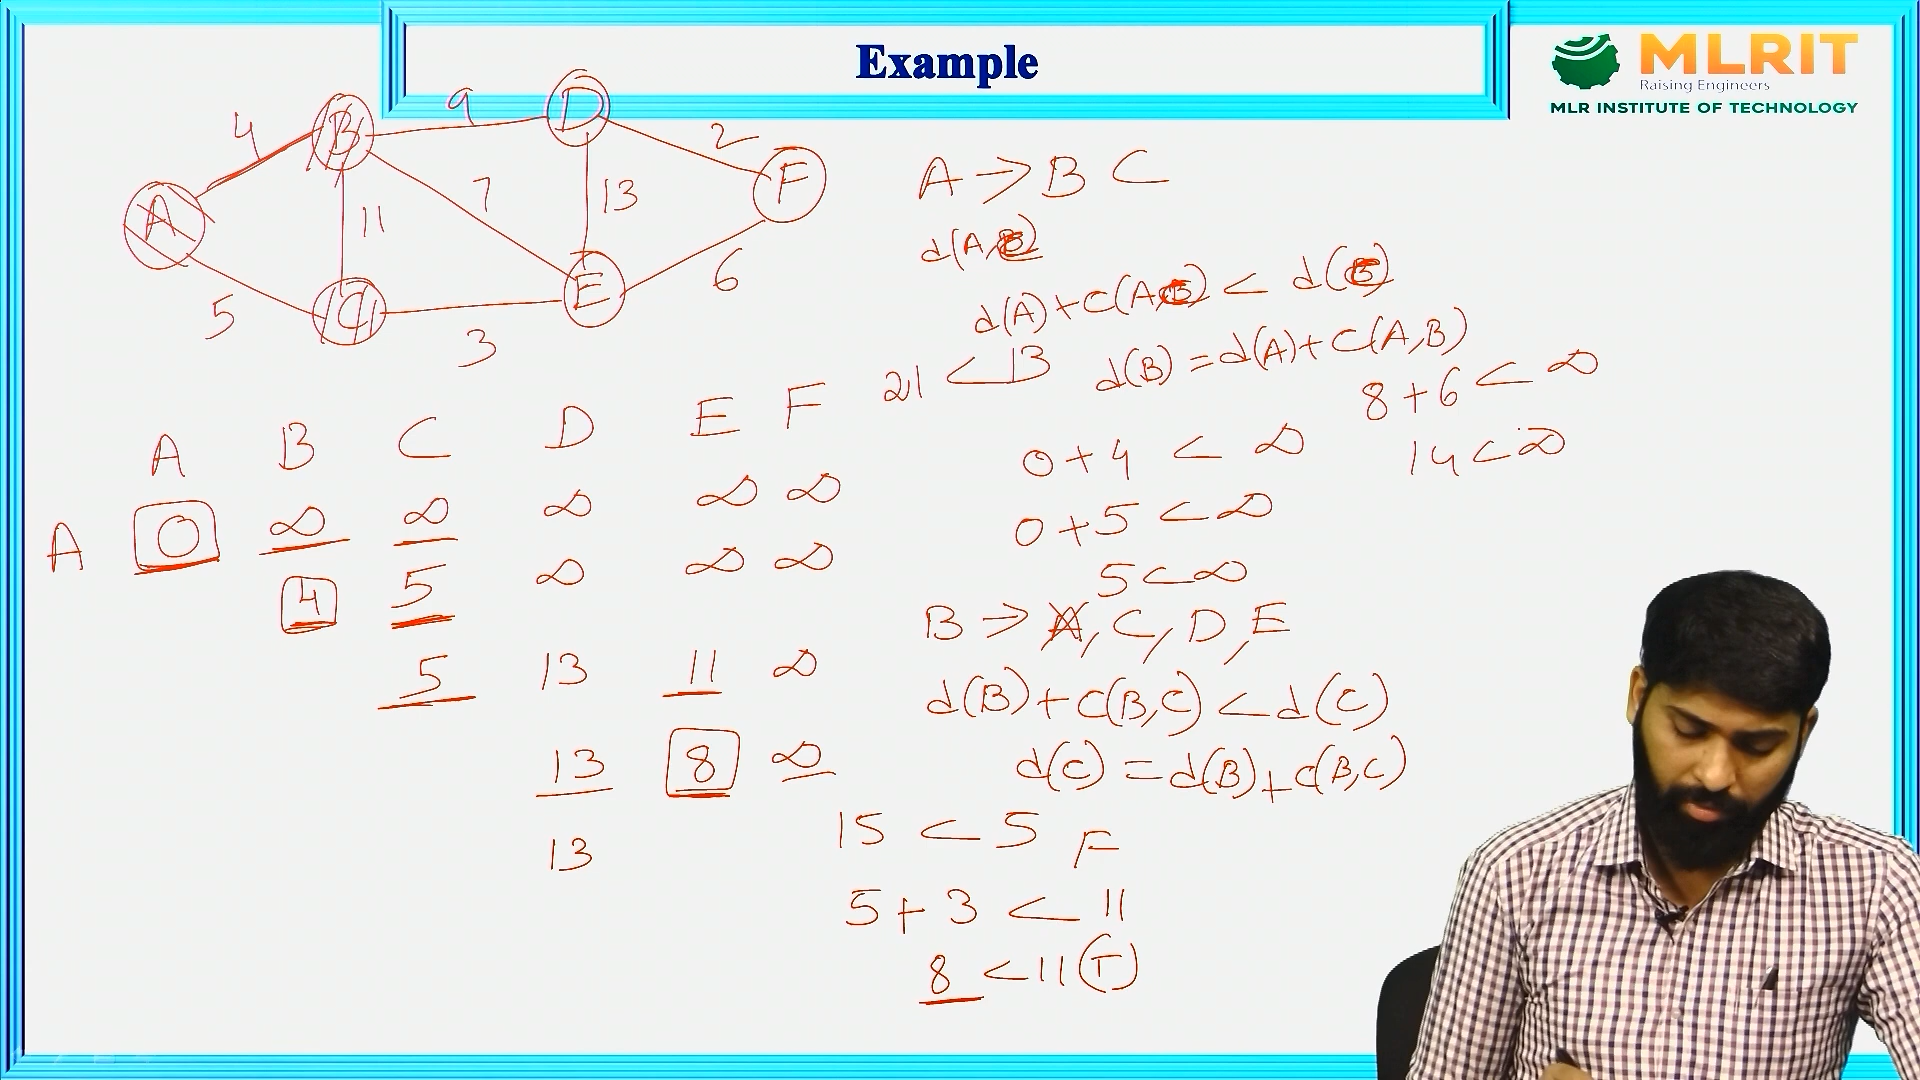 Example
MLRIT
Raising Engineers
MLR INSTITUTE OF TECHNOLOGY
4 B 9 D 2 F
A 11 7 13
5 C 3 E 6
A → B C
d(A,
d(A)+C(A,B) < d(B)
21 < 13
d(B) = d(A)+C(A,B)
8+6 < ∞
14 < ∞
A B C D E F
A 0 ∞ ∞ ∞ ∞ ∞
4 5 ∞ ∞ ∞
5 13 11 ∞
13 8 ∞
13
0+4 < ∞
0+5 < ∞
5 < ∞
B → A, C, D, E
d(B)+C(B,C) < d(C)
d(C) = d(B)+C(B,C)
15 < 5 F
5+3 < 11
8 < 11 (T)